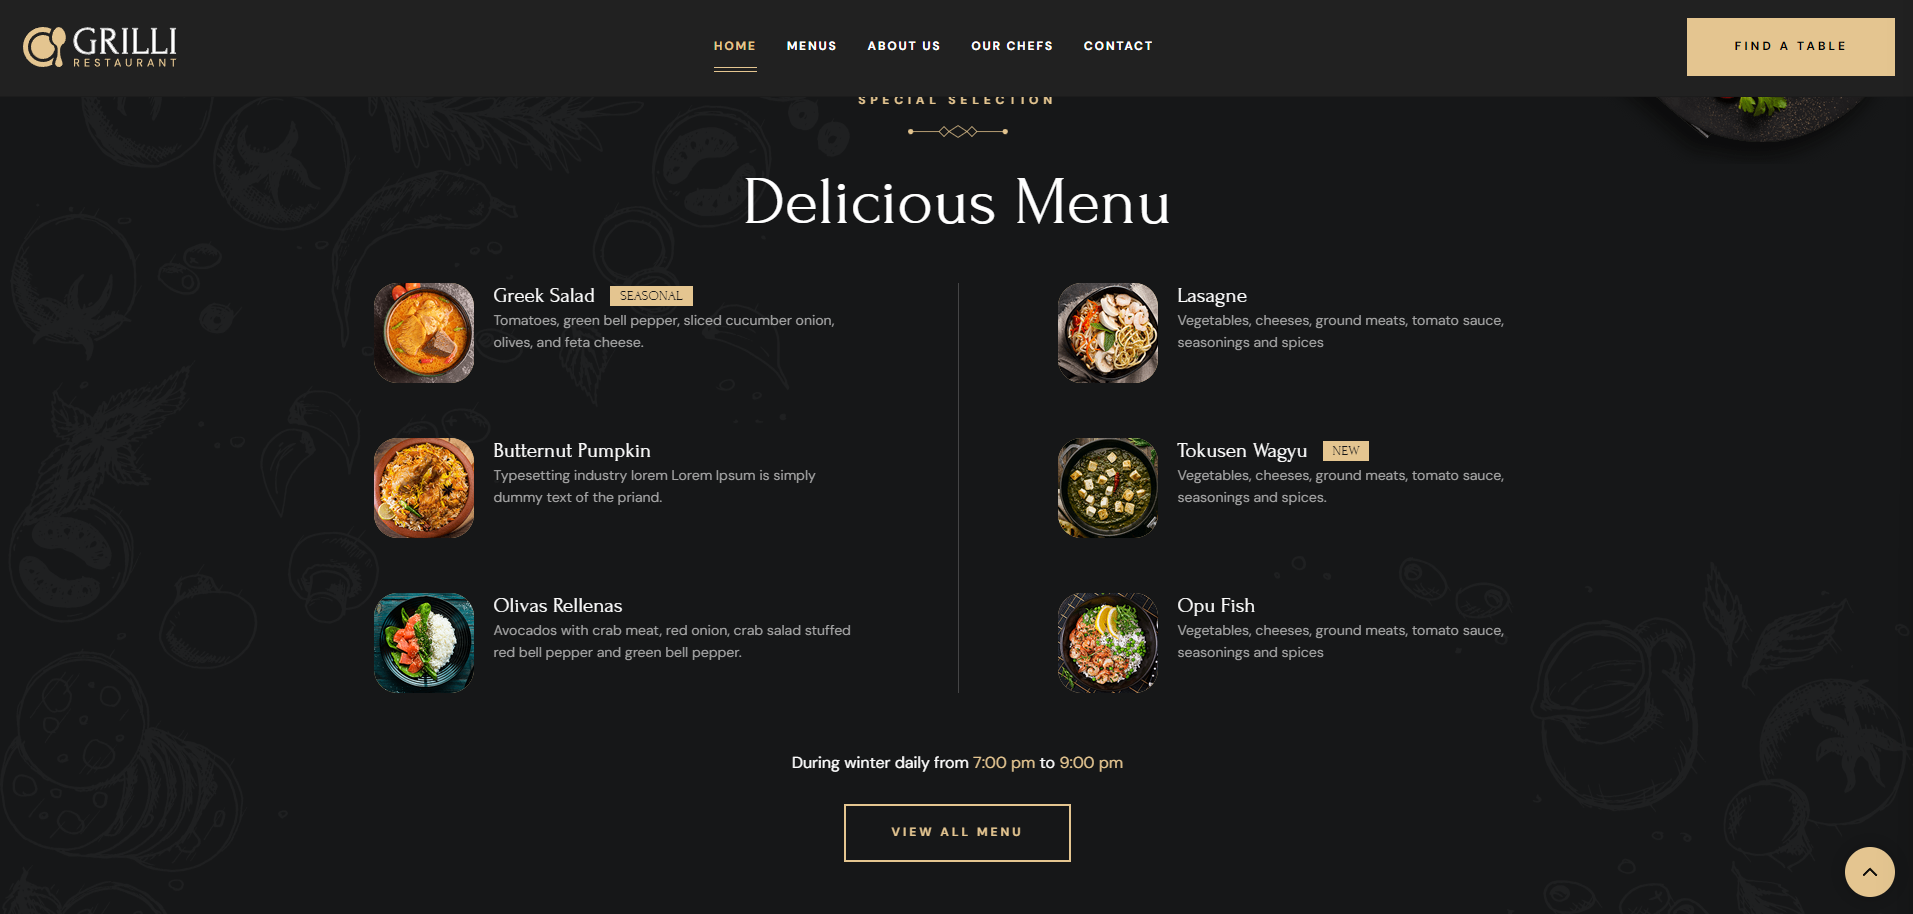 GRILLI
RESTAURANT
HOME
MENUS
ABOUT US
OUR CHEFS
CONTACT
FIND A TABLE
SPECIAL SELECTION
Delicious Menu
Greek Salad
SEASONAL
Tomatoes, green bell pepper, sliced cucumber onion,
olives, and feta cheese.
Butternut Pumpkin
Typesetting industry lorem Lorem Ipsum is simply
dummy text of the priand.
Olivas Rellenas
Avocados with crab meat, red onion, crab salad stuffed
red bell pepper and green bell pepper.
Lasagne
Vegetables, cheeses, ground meats, tomato sauce,
seasonings and spices
Tokusen Wagyu
NEW
Vegetables, cheeses, ground meats, tomato sauce,
seasonings and spices.
Opu Fish
Vegetables, cheeses, ground meats, tomato sauce,
seasonings and spices
During winter daily from 7:00 pm to 9:00 pm
VIEW ALL MENU